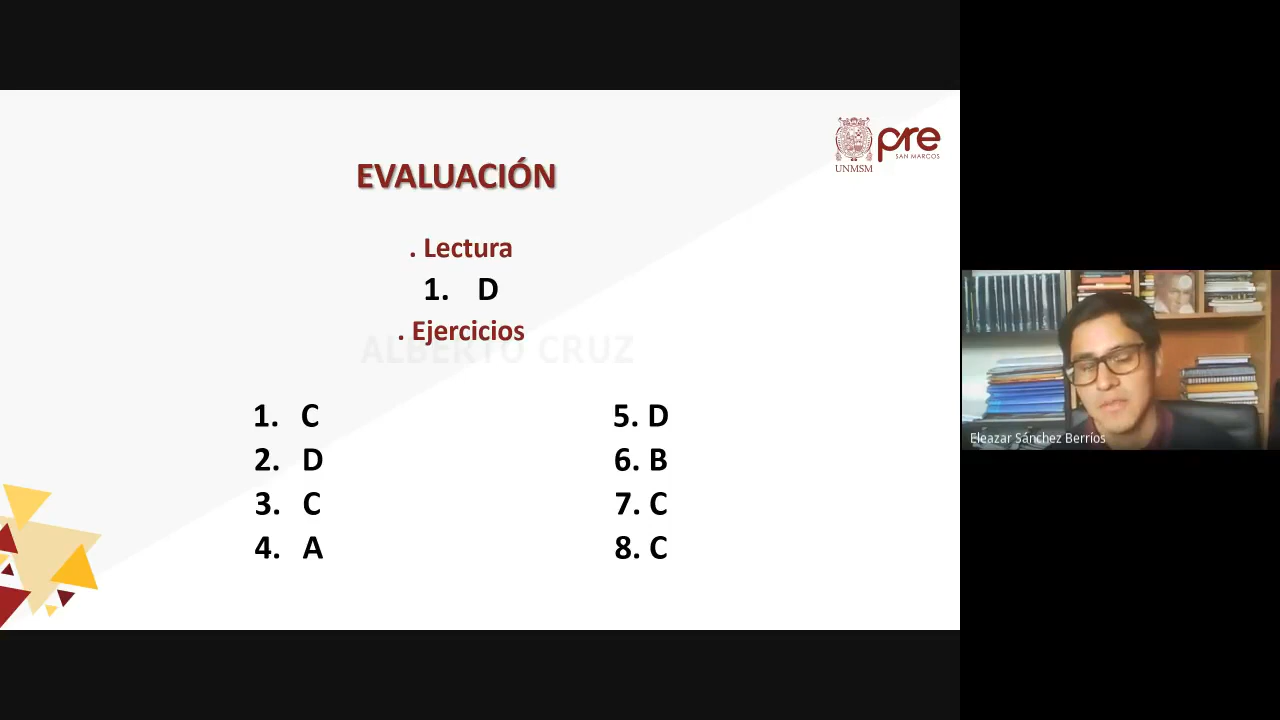 pre
SAN MARCOS
UNMSM
EVALUACIÓN
. Lectura
1. D
. Ejercicios
ALBERTO CRUZ
1. C
2. D
3. C
4. A
5. D
6. B
7. C
8. C
Eleazar Sánchez Berríos